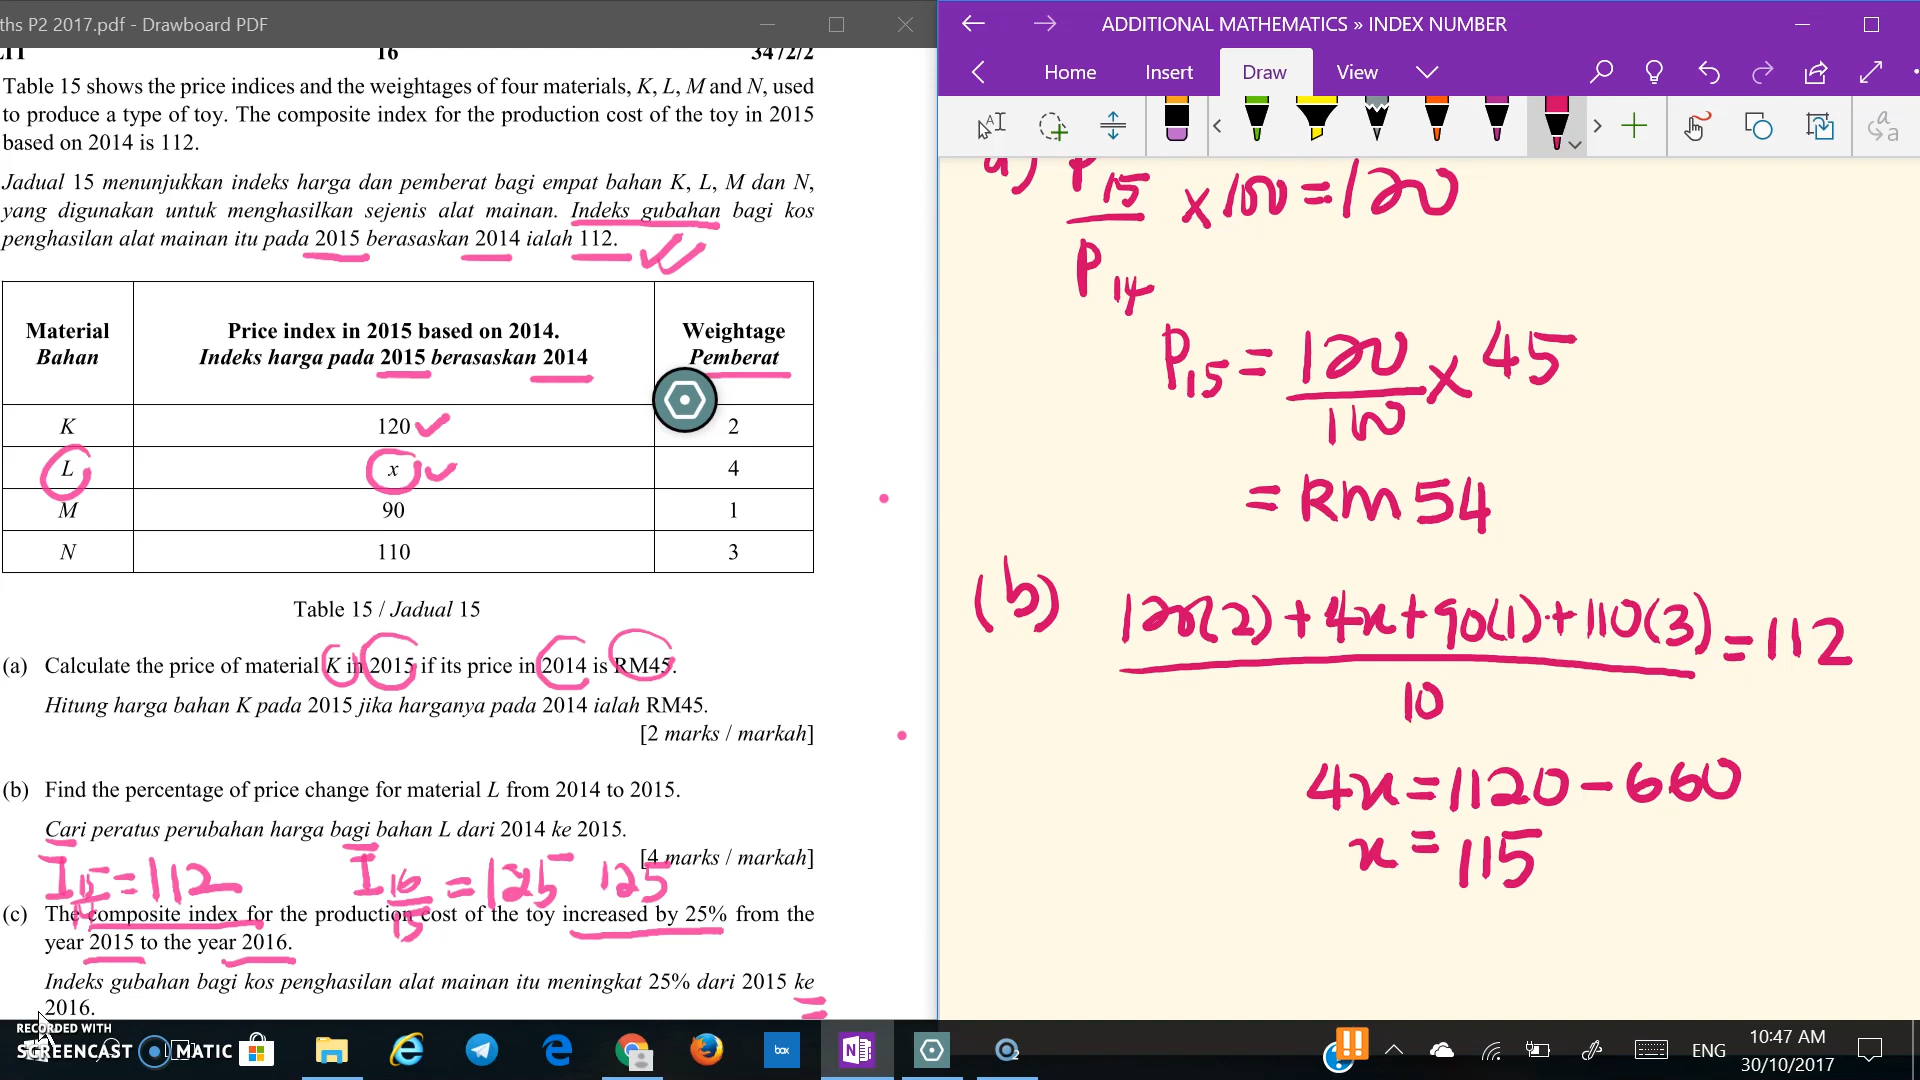 ths P2 2017.pdf - Drawboard PDF
16
3472/2
Table 15 shows the price indices and the weightages of four materials, K, L, M and N, used
to produce a type of toy. The composite index for the production cost of the toy in 2015
based on 2014 is 112.
Jadual 15 menunjukkan indeks harga dan pemberat bagi empat bahan K, L, M dan N,
yang digunakan untuk menghasilkan sejenis alat mainan. Indeks gubahan bagi kos
penghasilan alat mainan itu pada 2015 berasaskan 2014 ialah 112.
Material Price index in 2015 based on 2014. Weightage
Bahan Indeks harga pada 2015 berasaskan 2014 Pemberat
K 120 2
L x 4
M 90 1
N 110 3
Table 15 / Jadual 15
(a) Calculate the price of material K in 2015 if its price in 2014 is RM45.
Hitung harga bahan K pada 2015 jika harganya pada 2014 ialah RM45.
[2 marks / markah]
(b) Find the percentage of price change for material L from 2014 to 2015.
Cari peratus perubahan harga bagi bahan L dari 2014 ke 2015.
[4 marks / markah]
I 15/14 = 112 I 16/15 = 125 125
(c) The composite index for the production cost of the toy increased by 25% from the
year 2015 to the year 2016.
Indeks gubahan bagi kos penghasilan alat mainan itu meningkat 25% dari 2015 ke
2016.
RECORDED WITH
SCREENCAST MATIC
ADDITIONAL MATHEMATICS » INDEX NUMBER
Home Insert Draw View
a) P15/P14 × 100 = 120
P15 = 120/100 × 45
= RM 54
(b) 120(2) + 4x + 90(1) + 110(3) = 112
10
4x = 1120 - 660
x = 115
box
N
ENG
10:47 AM
30/10/2017